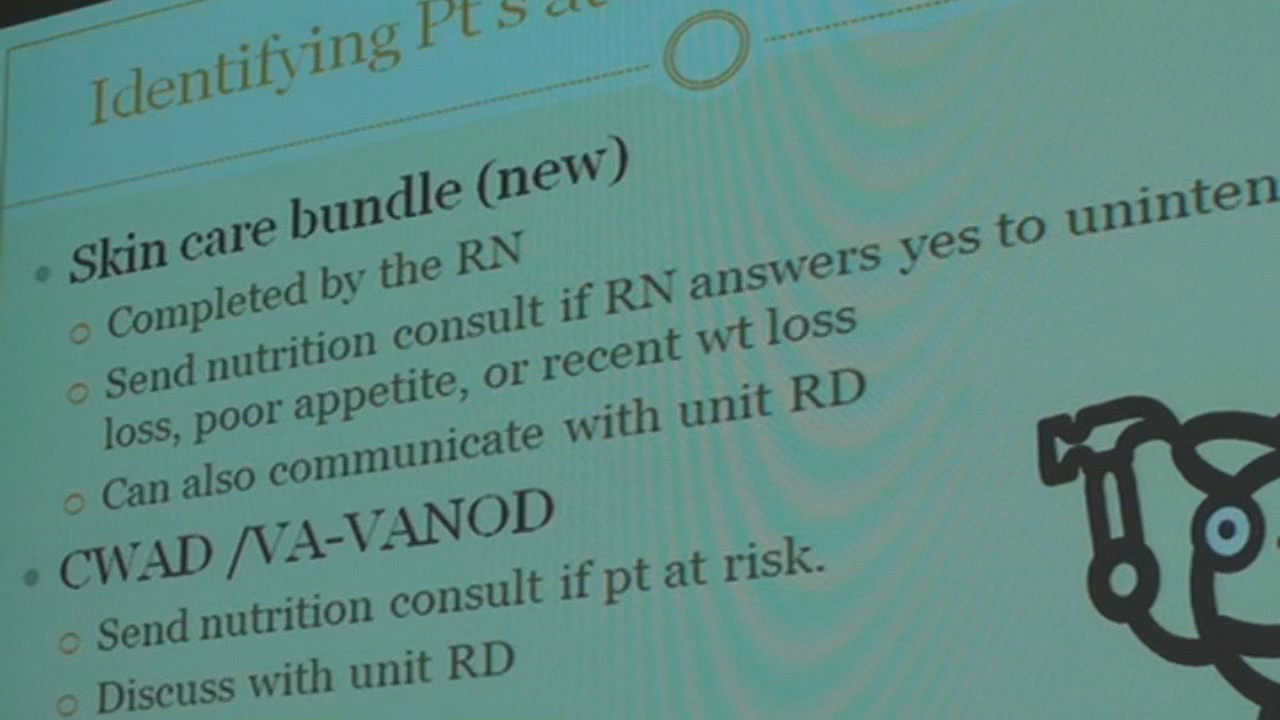 Identifying Pt's at
Skin care bundle (new)
Completed by the RN
Send nutrition consult if RN answers yes to
loss, poor appetite, or recent wt loss
Can also communicate with unit RD
CWAD /VA-VANOD
Send nutrition consult if pt at risk.
Discuss with unit RD